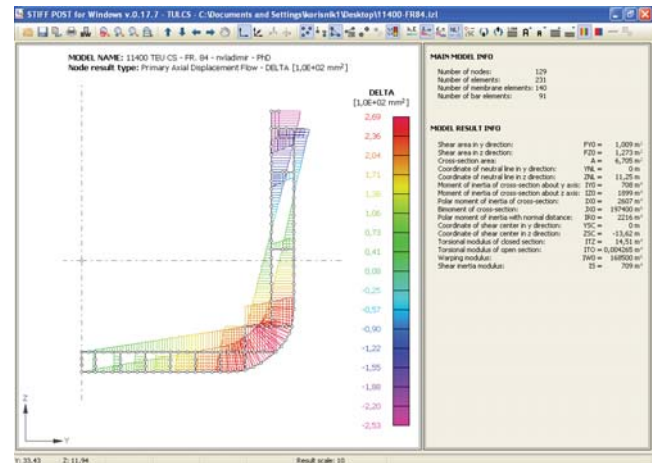 STIFF POST for Windows v.0.17.7 - TULCS - C:\Documents and Settings\korisnik1\Desktop\11400-FR84.izl
MODEL NAME: 11400 TEU CS - FR. 84 - nvladimir - PhD
Node result type: Primary Axial Displacement Flow - DELTA [1,0E+02 mm²]
DELTA
[1,0E+02 mm²]
2,69
2,36
2,04
1,71
1,38
1,06
0,73
0,41
0,08
-0,25
-0,57
-0,90
-1,22
-1,55
-1,88
-2,20
-2,53
Z
Y
MAIN MODEL INFO
Number of nodes: 129
Number of elements: 231
Number of membrane elements: 140
Number of bar elements: 91
MODEL RESULT INFO
Shear area in y direction: FY0 = 1,009 m²
Shear area in z direction: FZ0 = 1,273 m²
Cross-section area: A = 6,705 m²
Coordinate of neutral line in y direction: YNL = 0 m
Coordinate of neutral line in z direction: ZNL = 11,25 m
Moment of inertia of cross-section about y axis: IY0 = 708 m⁴
Moment of inertia of cross-section about z axis: IZ0 = 1899 m⁴
Polar moment of inertia of cross-section: IX0 = 2607 m⁴
Bimoment of cross-section:
Polar moment of inertia with normal distance: IR0 = 2216 m⁴
Coordinate of shear center in y direction: YSC = 0 m
Coordinate of shear center in z direction: ZSC = -13,62 m
Torsional modulus of closed section: ITZ = 14,51 m⁴
Torsional modulus of open section: ITO = 0,004265 m⁴
Warping modulus: IW0 = 168500 m⁶
Shear inertia modulus: IS = 709 m⁴
Y: 33.43 Z: 11.94 Result scale: 10